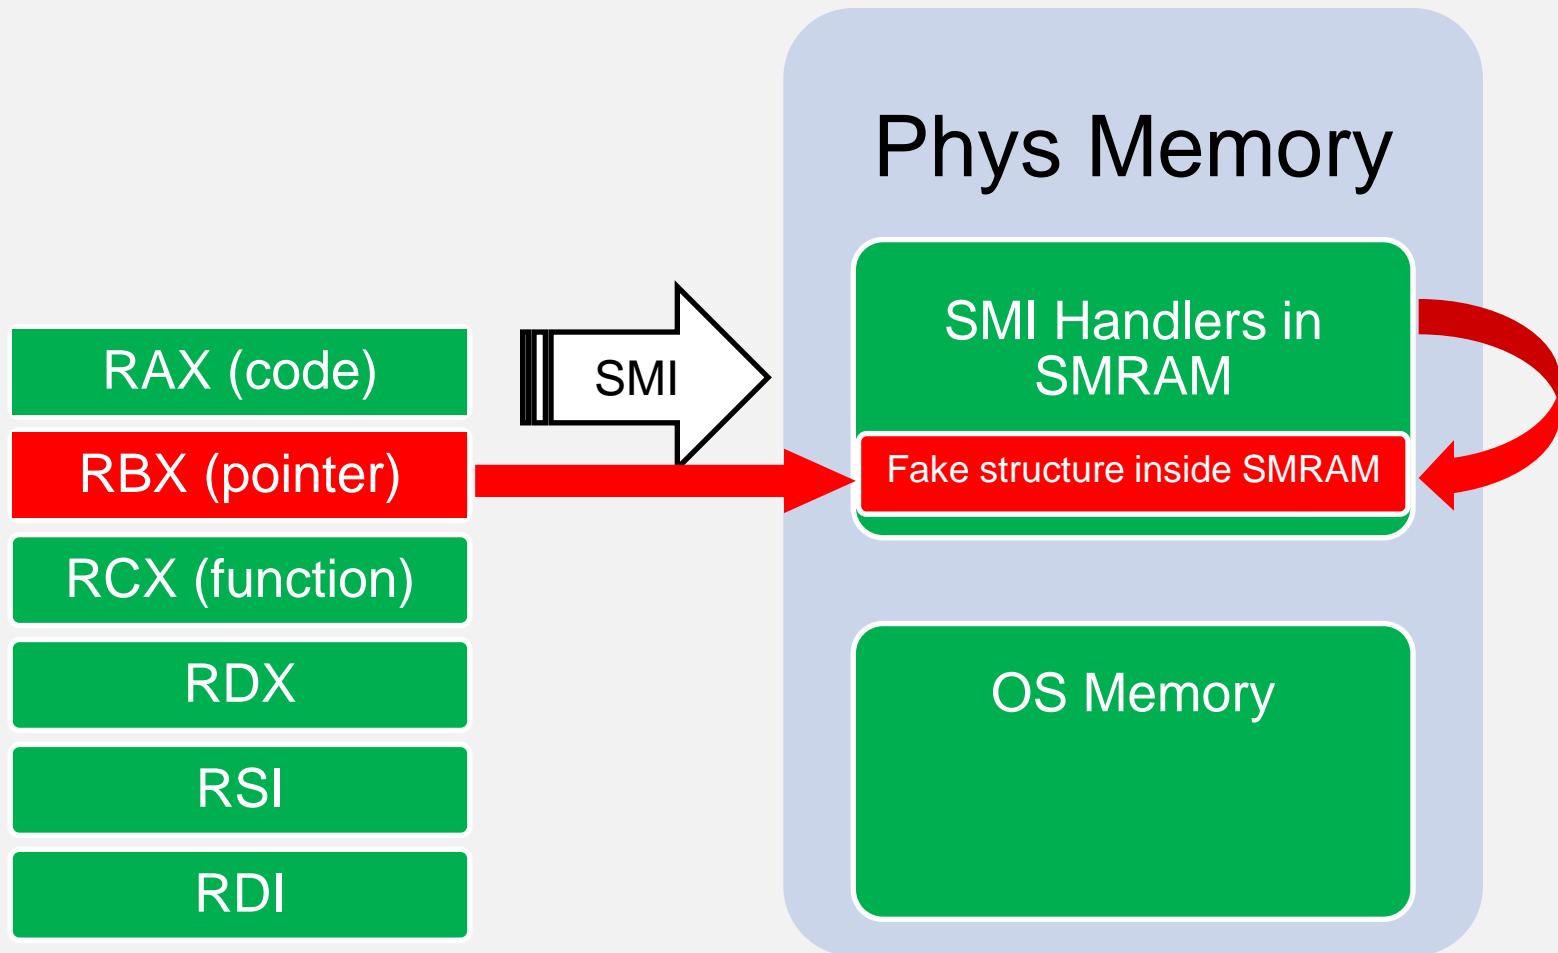 Phys Memory
SMI Handlers in
SMRAM
Fake structure inside SMRAM
OS Memory
SMI
RAX (code)
RBX (pointer)
RCX (function)
RDX
RSI
RDI